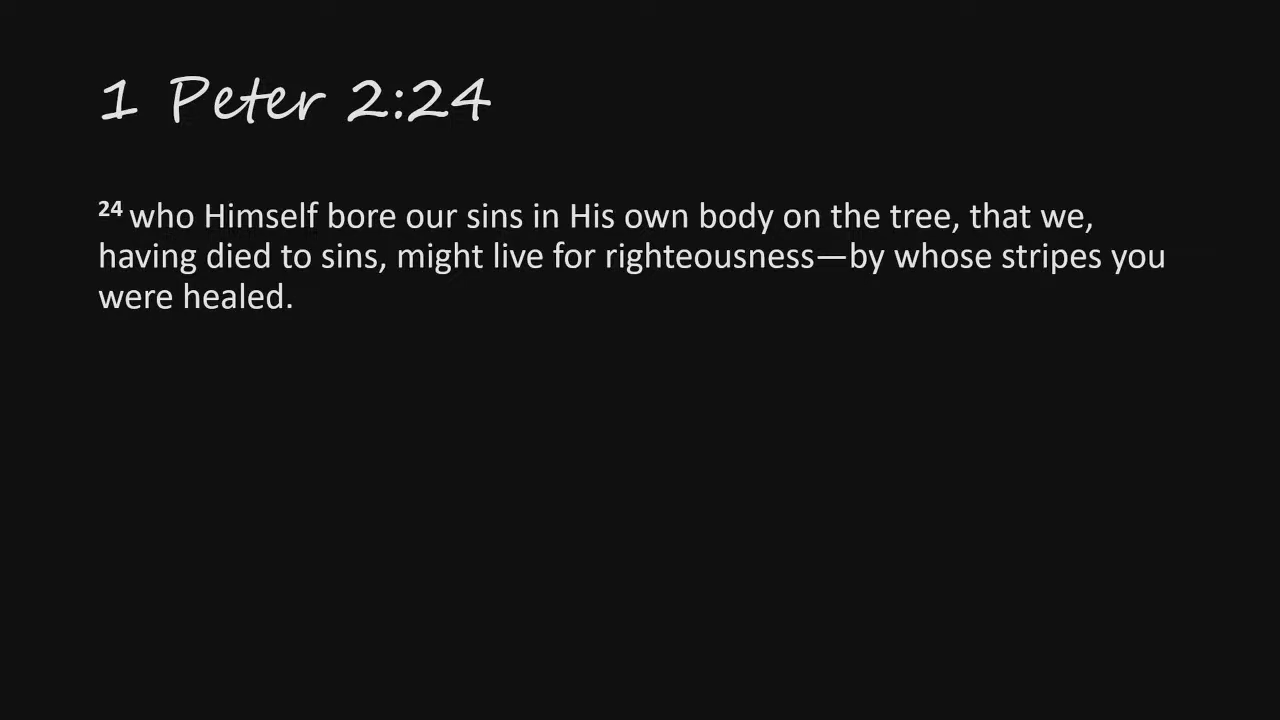 1 Peter 2:24
24 who Himself bore our sins in His own body on the tree, that we,
having died to sins, might live for righteousness—by whose stripes you
were healed.